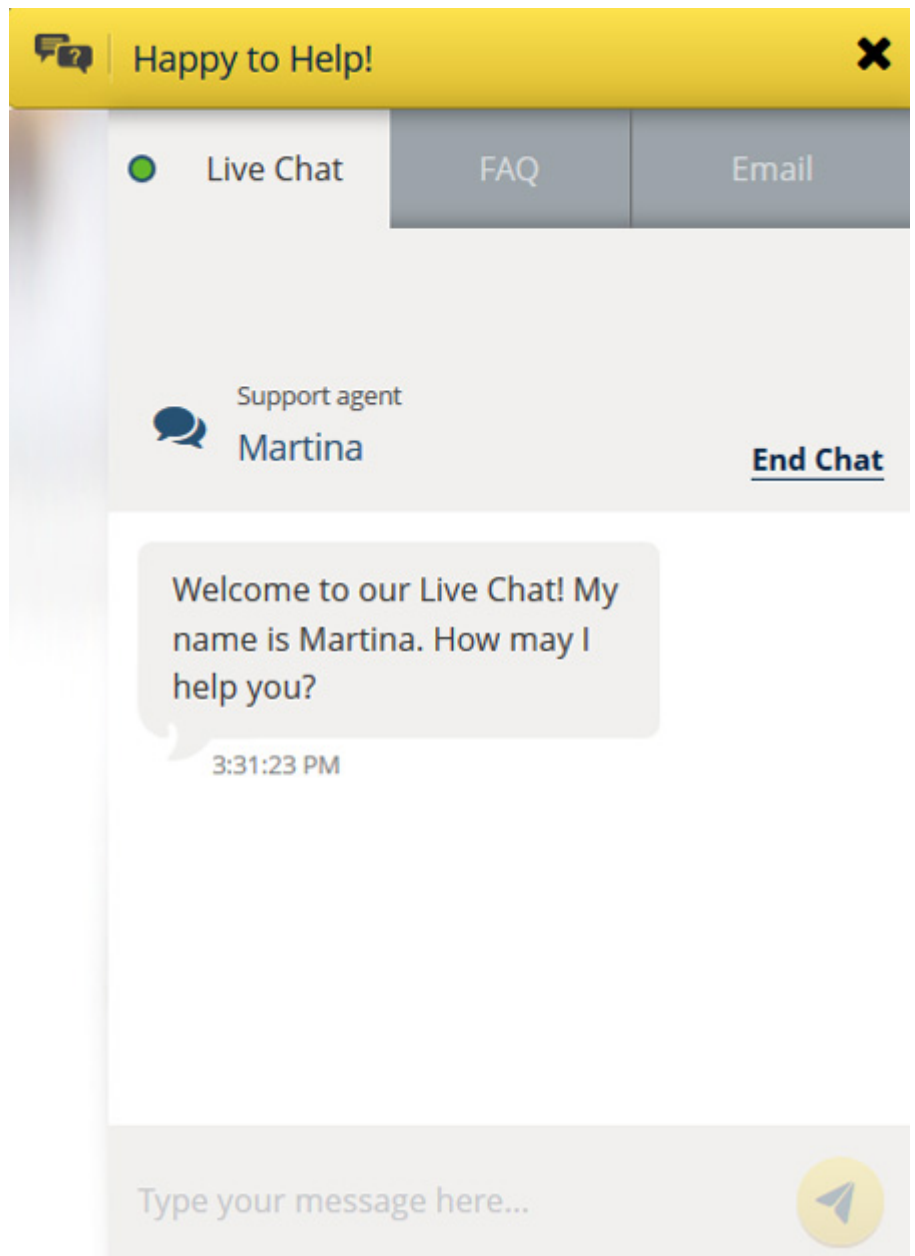 Happy to Help!
Live Chat
FAQ
Email
Support agent
Martina
End Chat
Welcome to our Live Chat! My
name is Martina. How may I
help you?
3:31:23 PM
Type your message here...